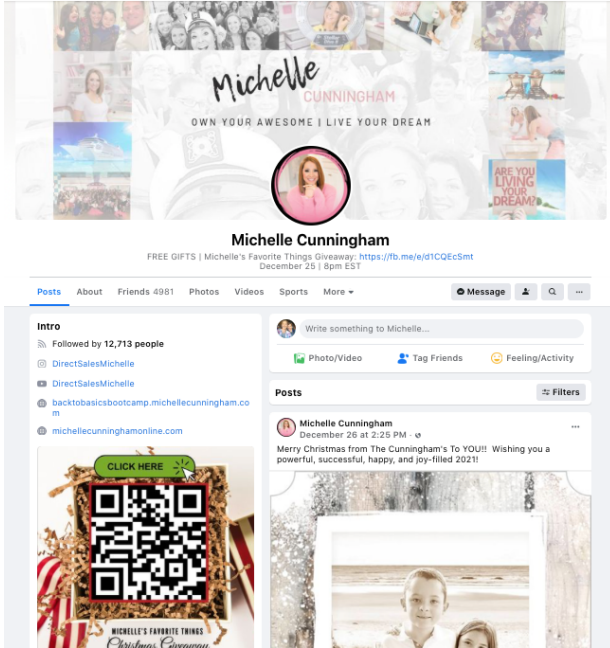 Michelle
CUNNINGHAM
OWN YOUR AWESOME | LIVE YOUR DREAM
ARE YOU
LIVING
YOUR
DREAM?
Michelle Cunningham
FREE GIFTS | Michelle's Favorite Things Giveaway: https://fb.me/e/d1CQEcSmt
December 25 | 8pm EST
Posts About Friends 4981 Photos Videos Sports More
Message
Intro
Followed by 12,713 people
DirectSalesMichelle
DirectSalesMichelle
backtobasicsbootcamp.michellecunningham.co
m
michellecunninghamonline.com
CLICK HERE
MICHELLE'S FAVORITE THINGS
Christmas Giveaway
Write something to Michelle...
Photo/Video Tag Friends Feeling/Activity
Posts
Filters
Michelle Cunningham
December 26 at 2:25 PM ·
Merry Christmas from The Cunningham's To YOU!! Wishing you a
powerful, successful, happy, and joy-filled 2021!